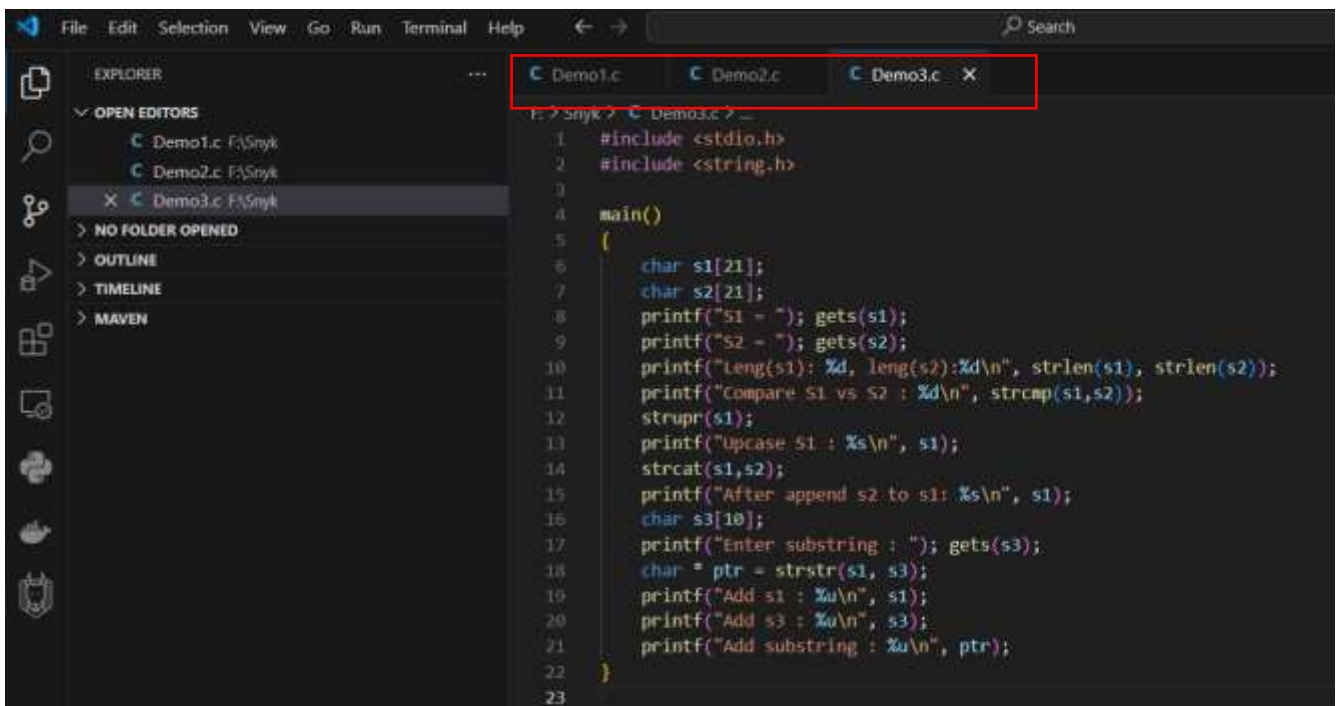 File Edit Selection View Go Run Terminal Help
Search
EXPLORER
OPEN EDITORS
C Demo1.c F:\Snyk
C Demo2.c F:\Snyk
C Demo3.c F:\Snyk
NO FOLDER OPENED
OUTLINE
TIMELINE
MAVEN
C Demo1.c C Demo2.c C Demo3.c
F: > Snyk > C Demo3.c > ...
1 #include <stdio.h>
2 #include <string.h>
3
4 main()
5 {
6 char s1[21];
7 char s2[21];
8 printf("S1 = "); gets(s1);
9 printf("S2 = "); gets(s2);
10 printf("Leng(s1): %d, leng(s2):%d\n", strlen(s1), strlen(s2));
11 printf("Compare S1 vs S2 : %d\n", strcmp(s1,s2));
12 strupr(s1);
13 printf("Upcase S1 : %s\n", s1);
14 strcat(s1,s2);
15 printf("After append s2 to s1: %s\n", s1);
16 char s3[10];
17 printf("Enter substring : "); gets(s3);
18 char * ptr = strstr(s1, s3);
19 printf("Add s1 : %u\n", s1);
20 printf("Add s3 : %u\n", s3);
21 printf("Add substring : %u\n", ptr);
22 }
23